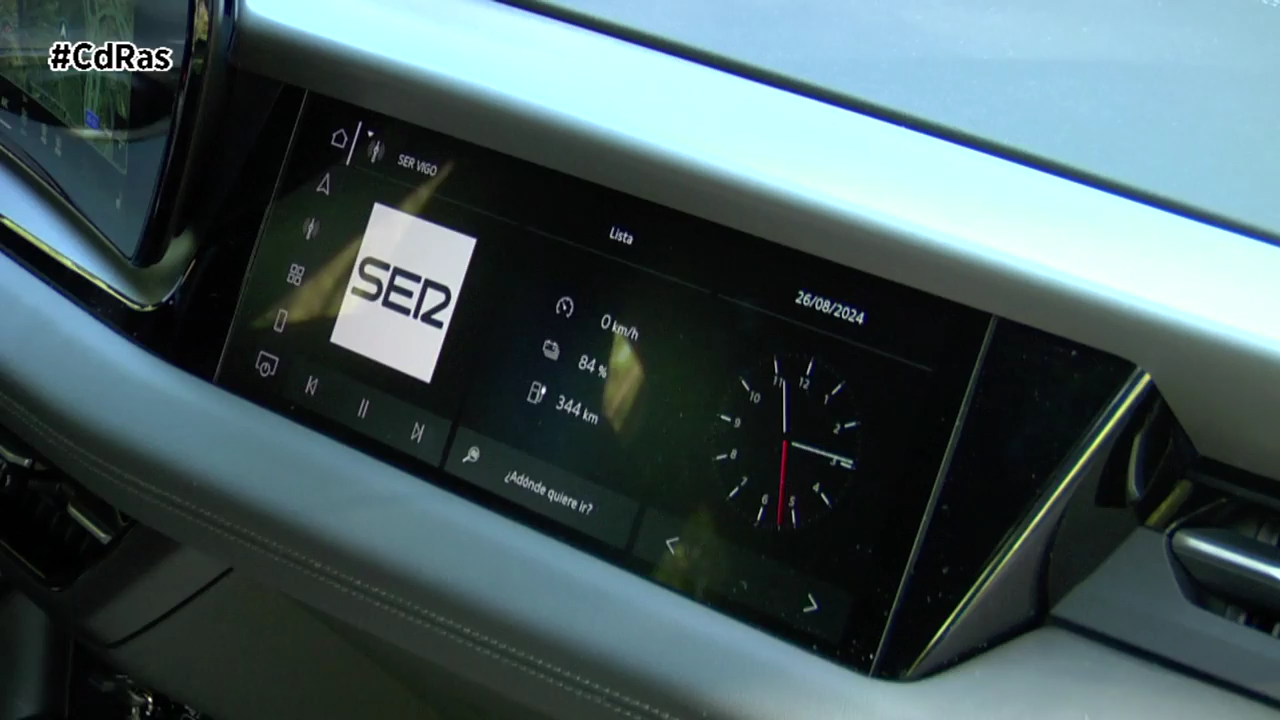 #CdRas
SER VIGO
Lista
26/08/2024
SER
0 km/h
84 %
344 km
¿Adónde quiere ir?
11
12
1
2
3
4
5
6
7
8
9
10